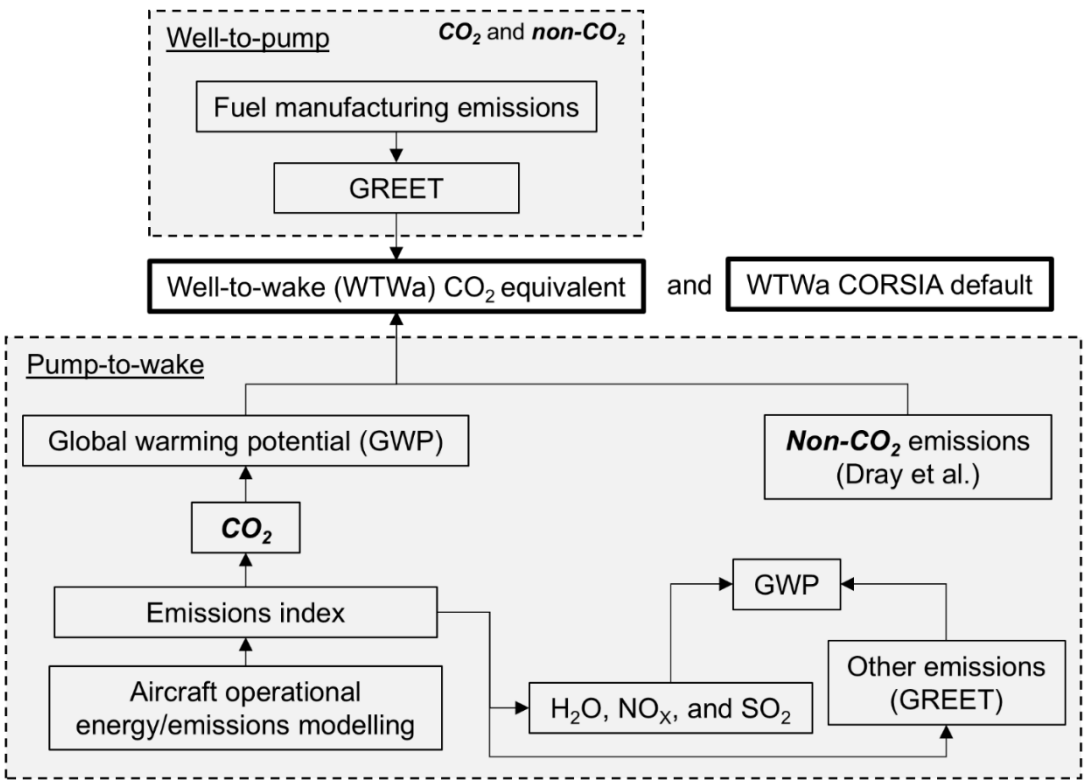 Well-to-pump
CO₂ and non-CO₂
Fuel manufacturing emissions
GREET
Well-to-wake (WTWa) CO₂ equivalent
and
WTWa CORSIA default
Pump-to-wake
Global warming potential (GWP)
Non-CO₂ emissions
(Dray et al.)
CO₂
GWP
Emissions index
Other emissions
(GREET)
Aircraft operational
energy/emissions modelling
H₂O, NOₓ, and SO₂